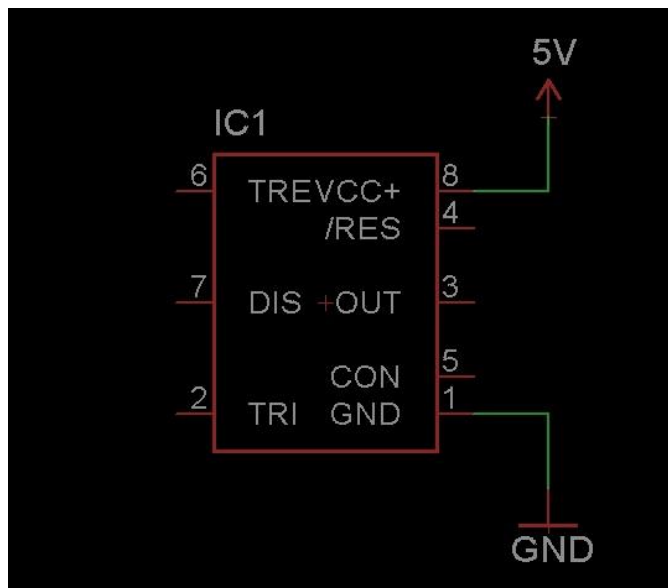 5V
IC1
6 TREVCC+ 8
/RES 4
7 DIS +OUT 3
CON 5
2 TRI GND 1
GND